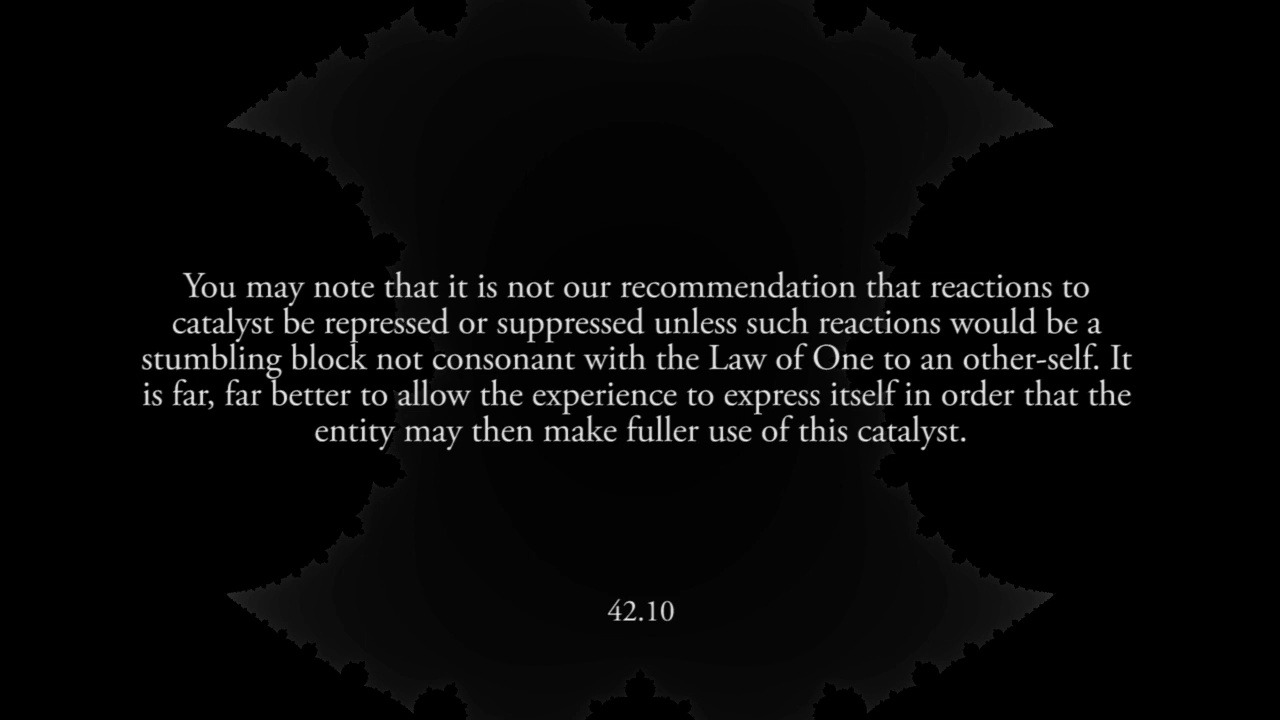 You may note that it is not our recommendation that reactions to
catalyst be repressed or suppressed unless such reactions would be a
stumbling block not consonant with the Law of One to an other-self. It
is far, far better to allow the experience to express itself in order that the
entity may then make fuller use of this catalyst.
42.10